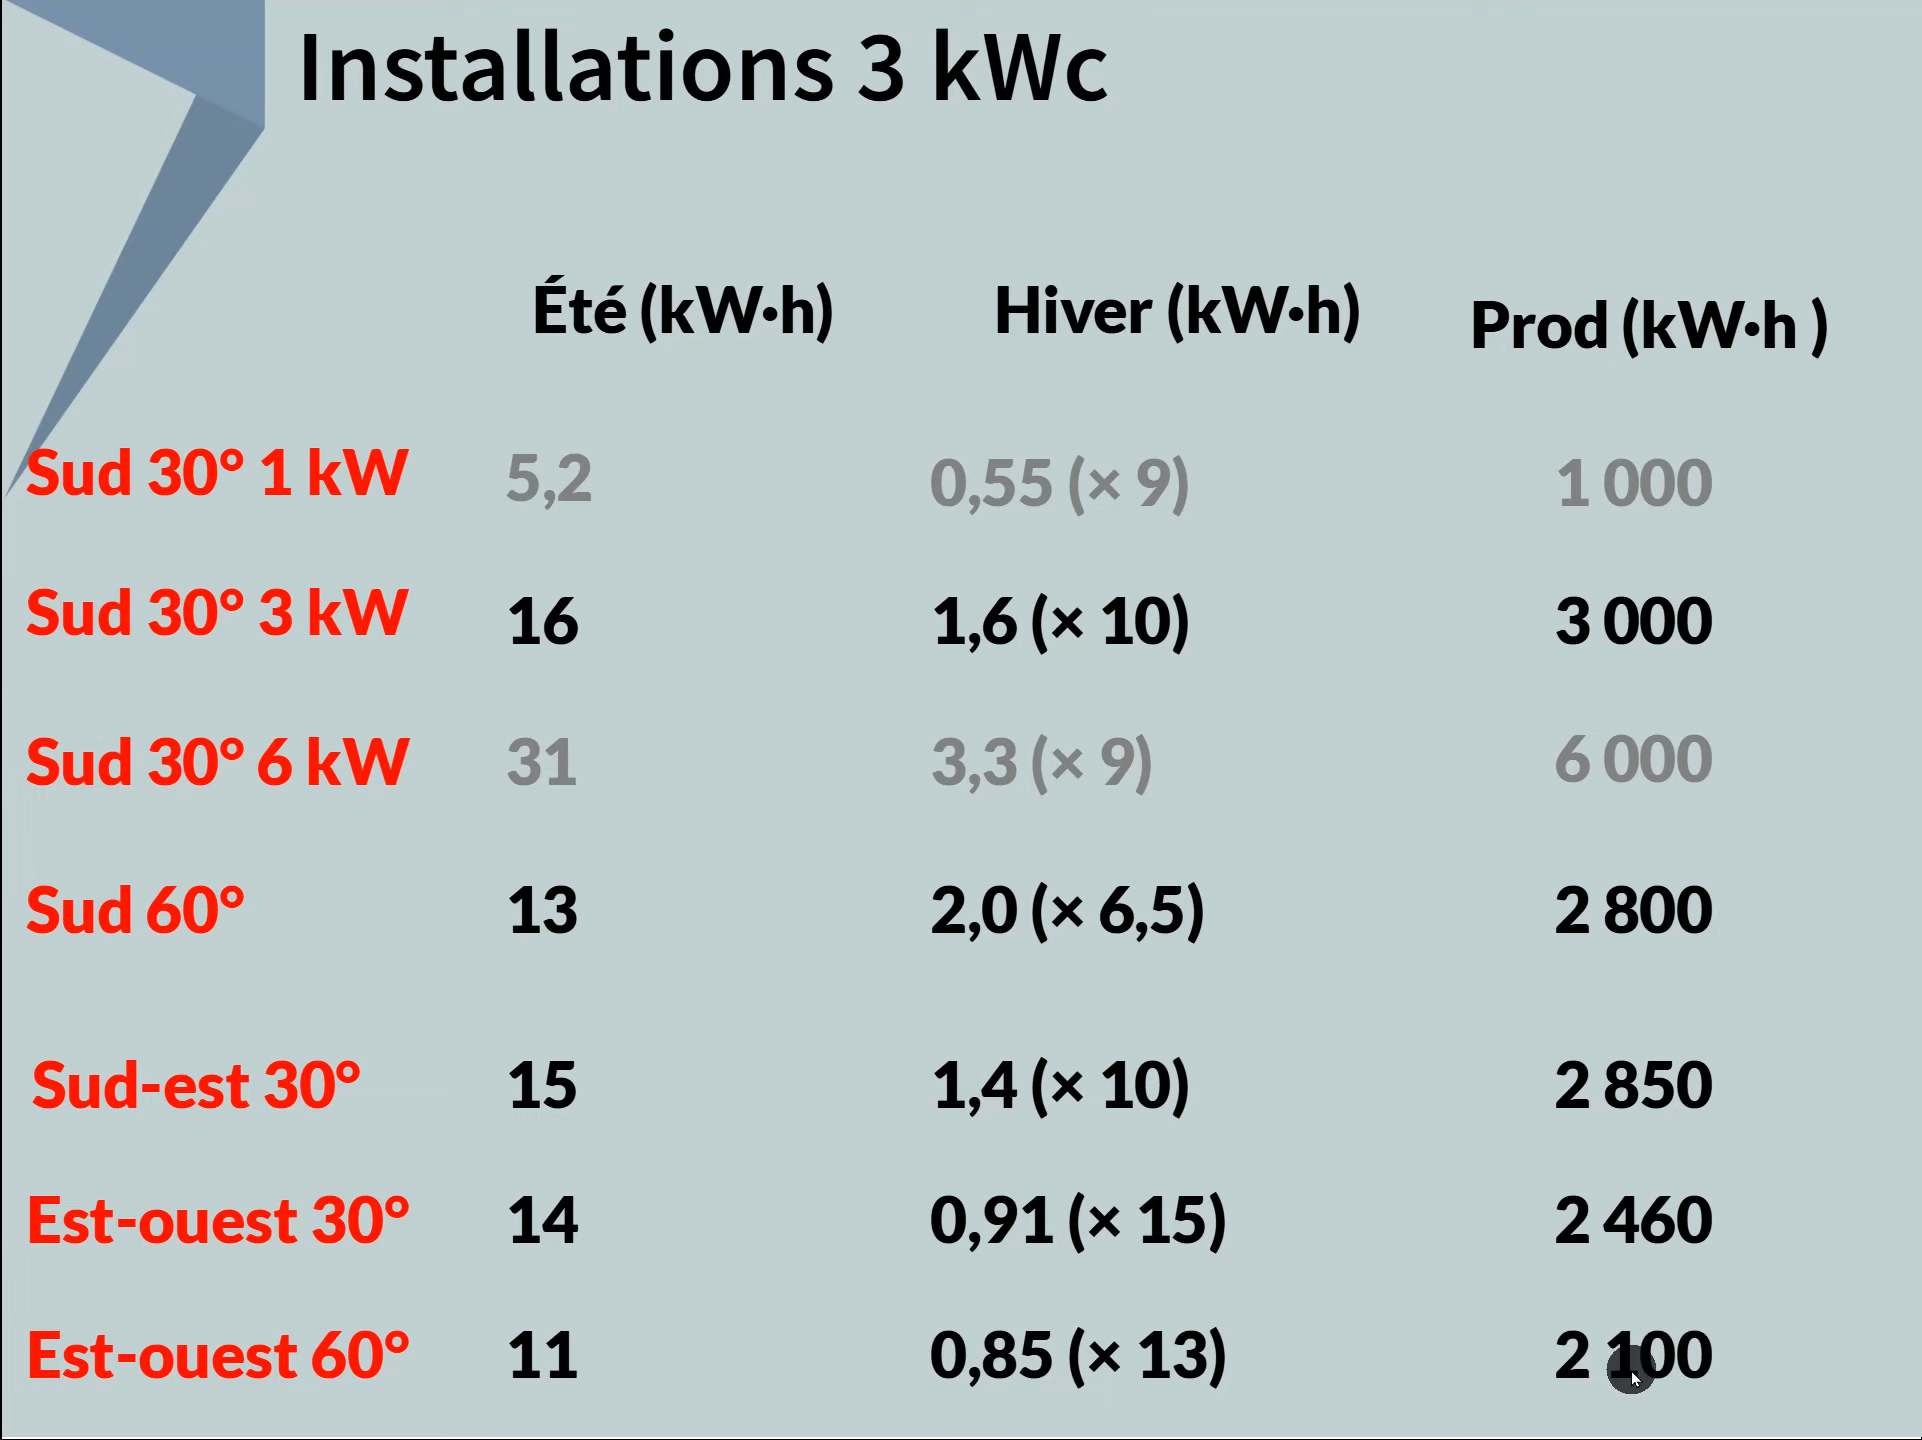 Installations 3 kWc
Été (kW·h) Hiver (kW·h) Prod (kW·h )
Sud 30° 1 kW 5,2 0,55 (× 9) 1 000
Sud 30° 3 kW 16 1,6 (× 10) 3 000
Sud 30° 6 kW 31 3,3 (× 9) 6 000
Sud 60° 13 2,0 (× 6,5) 2 800
Sud-est 30° 15 1,4 (× 10) 2 850
Est-ouest 30° 14 0,91 (× 15) 2 460
Est-ouest 60° 11 0,85 (× 13) 2 100